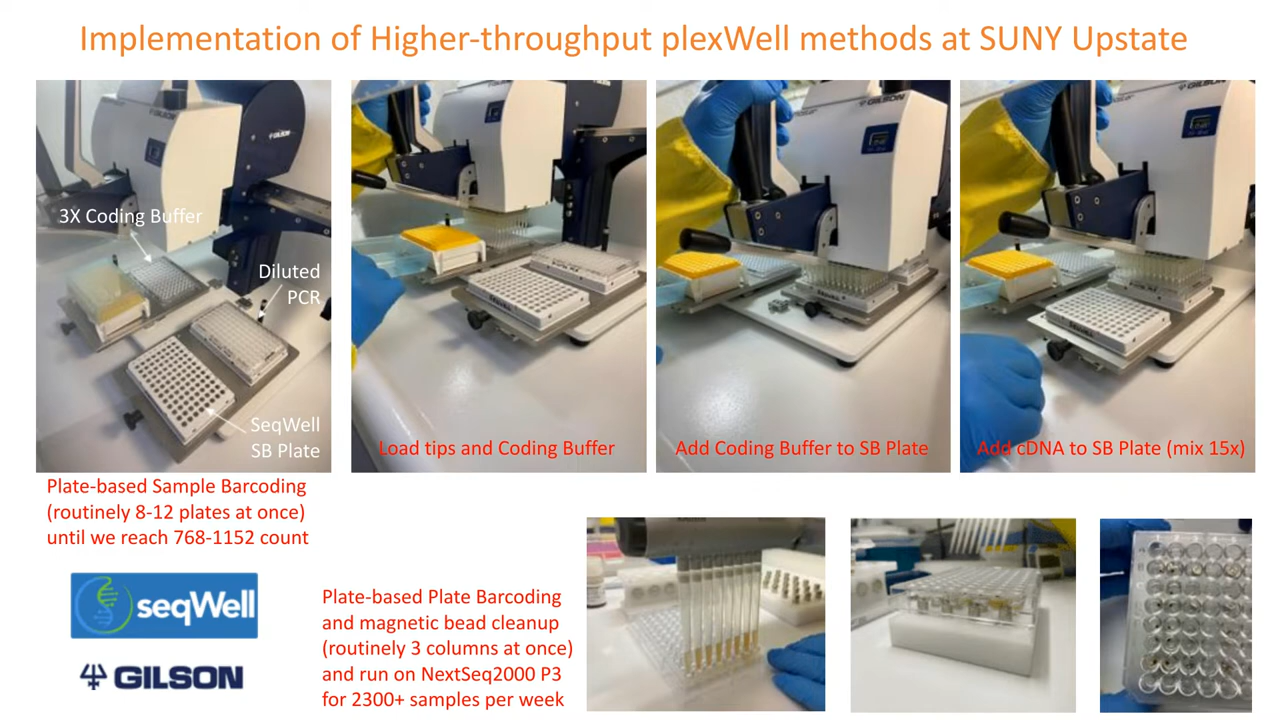 Implementation of Higher-throughput plexWell methods at SUNY Upstate
3X Coding Buffer
Diluted
PCR
SeqWell
SB Plate
GILSON
Load tips and Coding Buffer
GILSON
Add Coding Buffer to SB Plate
GILSON
Add cDNA to SB Plate (mix 15x)
Plate-based Sample Barcoding
(routinely 8-12 plates at once)
until we reach 768-1152 count
seqWell
GILSON
Plate-based Plate Barcoding
and magnetic bead cleanup
(routinely 3 columns at once)
and run on NextSeq2000 P3
for 2300+ samples per week